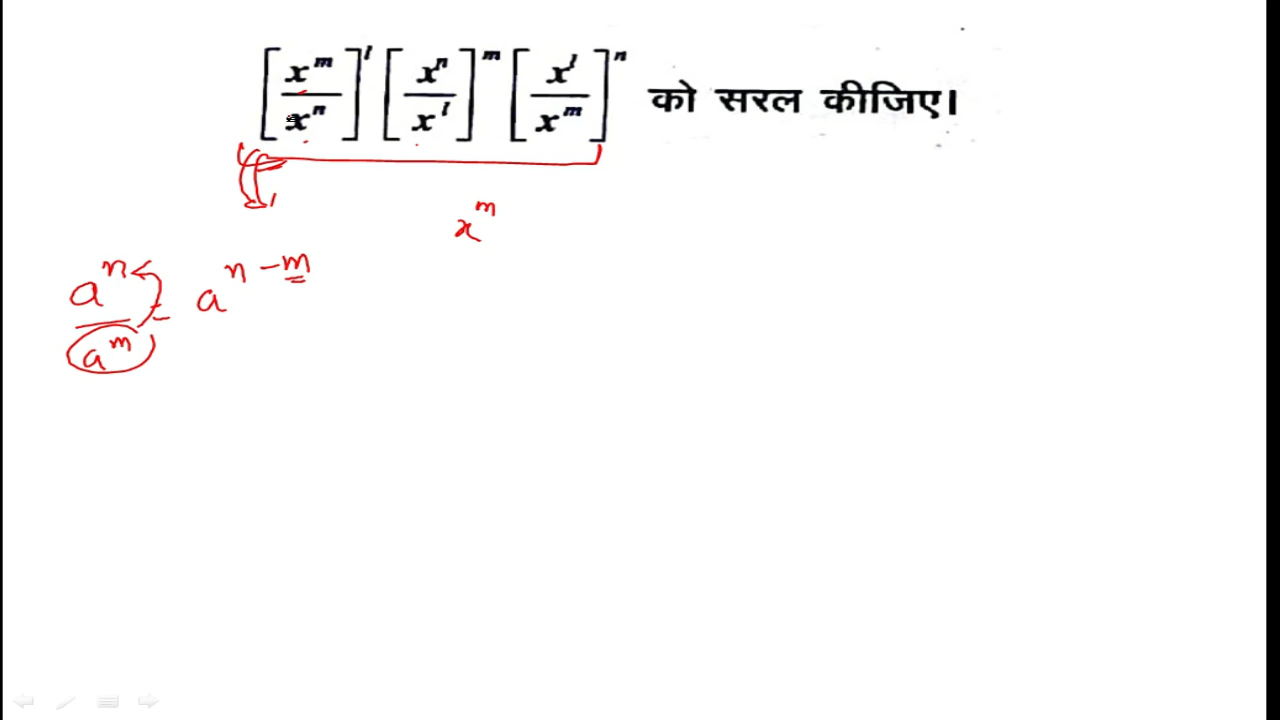 [x^m/x^n]^l [x^n/x^l]^m [x^l/x^m]^n को सरल कीजिए।
x^m
a^n/a^m = a^(n-m)